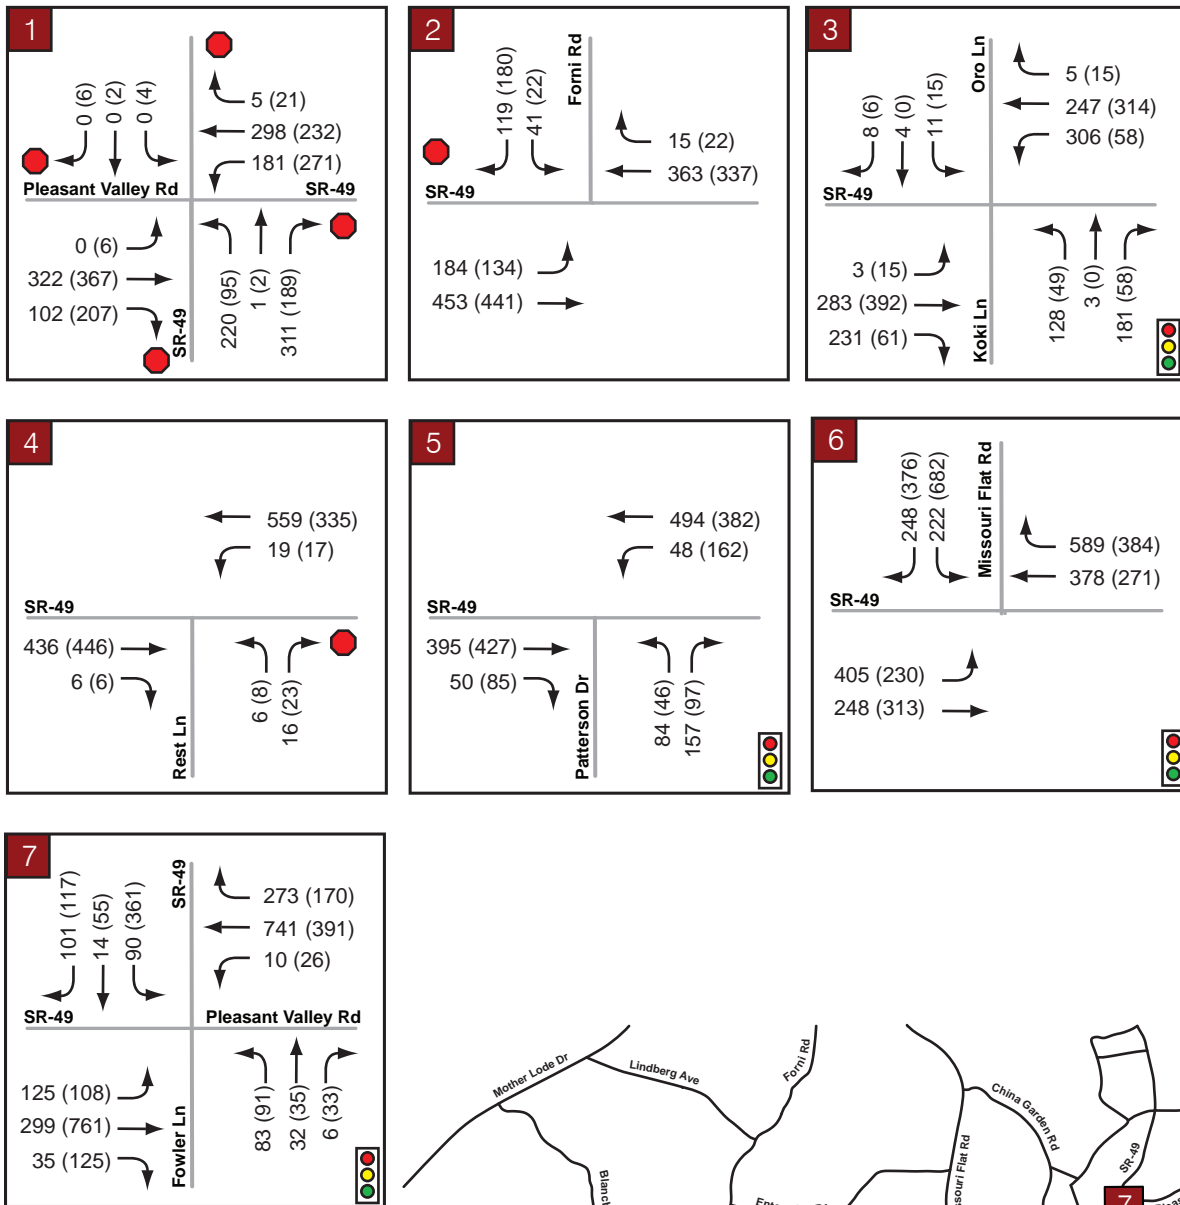 1
0 (6)
0 (2)
0 (4)
5 (21)
298 (232)
181 (271)
Pleasant Valley Rd
SR-49
0 (6)
322 (367)
102 (207)
SR-49
220 (95)
1 (2)
311 (189)
2
119 (180)
41 (22)
Forni Rd
15 (22)
363 (337)
SR-49
184 (134)
453 (441)
3
8 (6)
4 (0)
11 (15)
Oro Ln
5 (15)
247 (314)
306 (58)
SR-49
3 (15)
283 (392)
231 (61)
Koki Ln
128 (49)
3 (0)
181 (58)
4
559 (335)
19 (17)
SR-49
436 (446)
6 (6)
Rest Ln
6 (8)
16 (23)
5
494 (382)
48 (162)
SR-49
395 (427)
50 (85)
Patterson Dr
84 (46)
157 (97)
6
248 (376)
222 (682)
Missouri Flat Rd
589 (384)
378 (271)
SR-49
405 (230)
248 (313)
7
101 (117)
14 (55)
90 (361)
SR-49
273 (170)
741 (391)
10 (26)
SR-49
Pleasant Valley Rd
125 (108)
299 (761)
35 (125)
Fowler Ln
83 (91)
32 (35)
6 (33)
Mother Lode Dr
Lindberg Ave
Forni Rd
China Garden Rd
SR-49
souri Flat Rd
Blanch
7